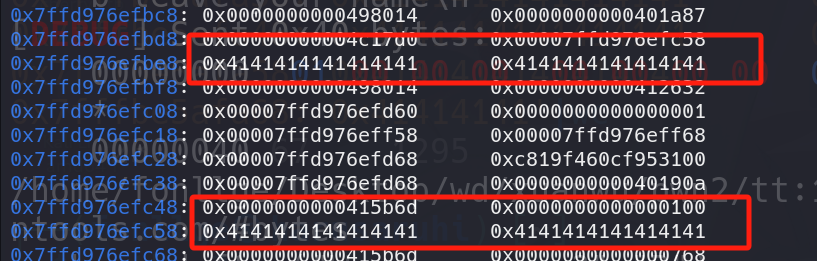 0x7ffd976efbc8: 0x0000000000498014 0x0000000000401a87
0x7ffd976efbd8: 0x00000000004c17d0 0x00007ffd976efc58
0x7ffd976efbe8: 0x4141414141414141 0x4141414141414141
0x7ffd976efbf8: 0x0000000000498014 0x0000000000412632
0x7ffd976efc08: 0x00007ffd976efd60 0x0000000000000001
0x7ffd976efc18: 0x00007ffd976eff58 0x00007ffd976eff68
0x7ffd976efc28: 0x00007ffd976efd68 0xc819f460cf953100
0x7ffd976efc38: 0x00007ffd976efd68 0x000000000040190a
0x7ffd976efc48: 0x0000000000415b6d 0x0000000000000100
0x7ffd976efc58: 0x4141414141414141 0x4141414141414141
0x7ffd976efc68: 0x0000000000415b6d 0x0000000000000768